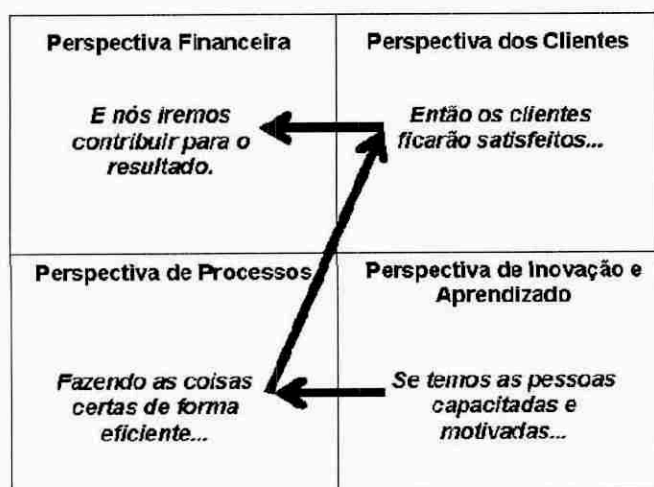 Perspectiva Financeira
E nós iremos
contribuir para o
resultado.
Perspectiva dos Clientes
Então os clientes
ficarão satisfeitos...
Perspectiva de Processos
Fazendo as coisas
certas de forma
eficiente...
Perspectiva de Inovação e
Aprendizado
Se temos as pessoas
capacitadas e
motivadas...